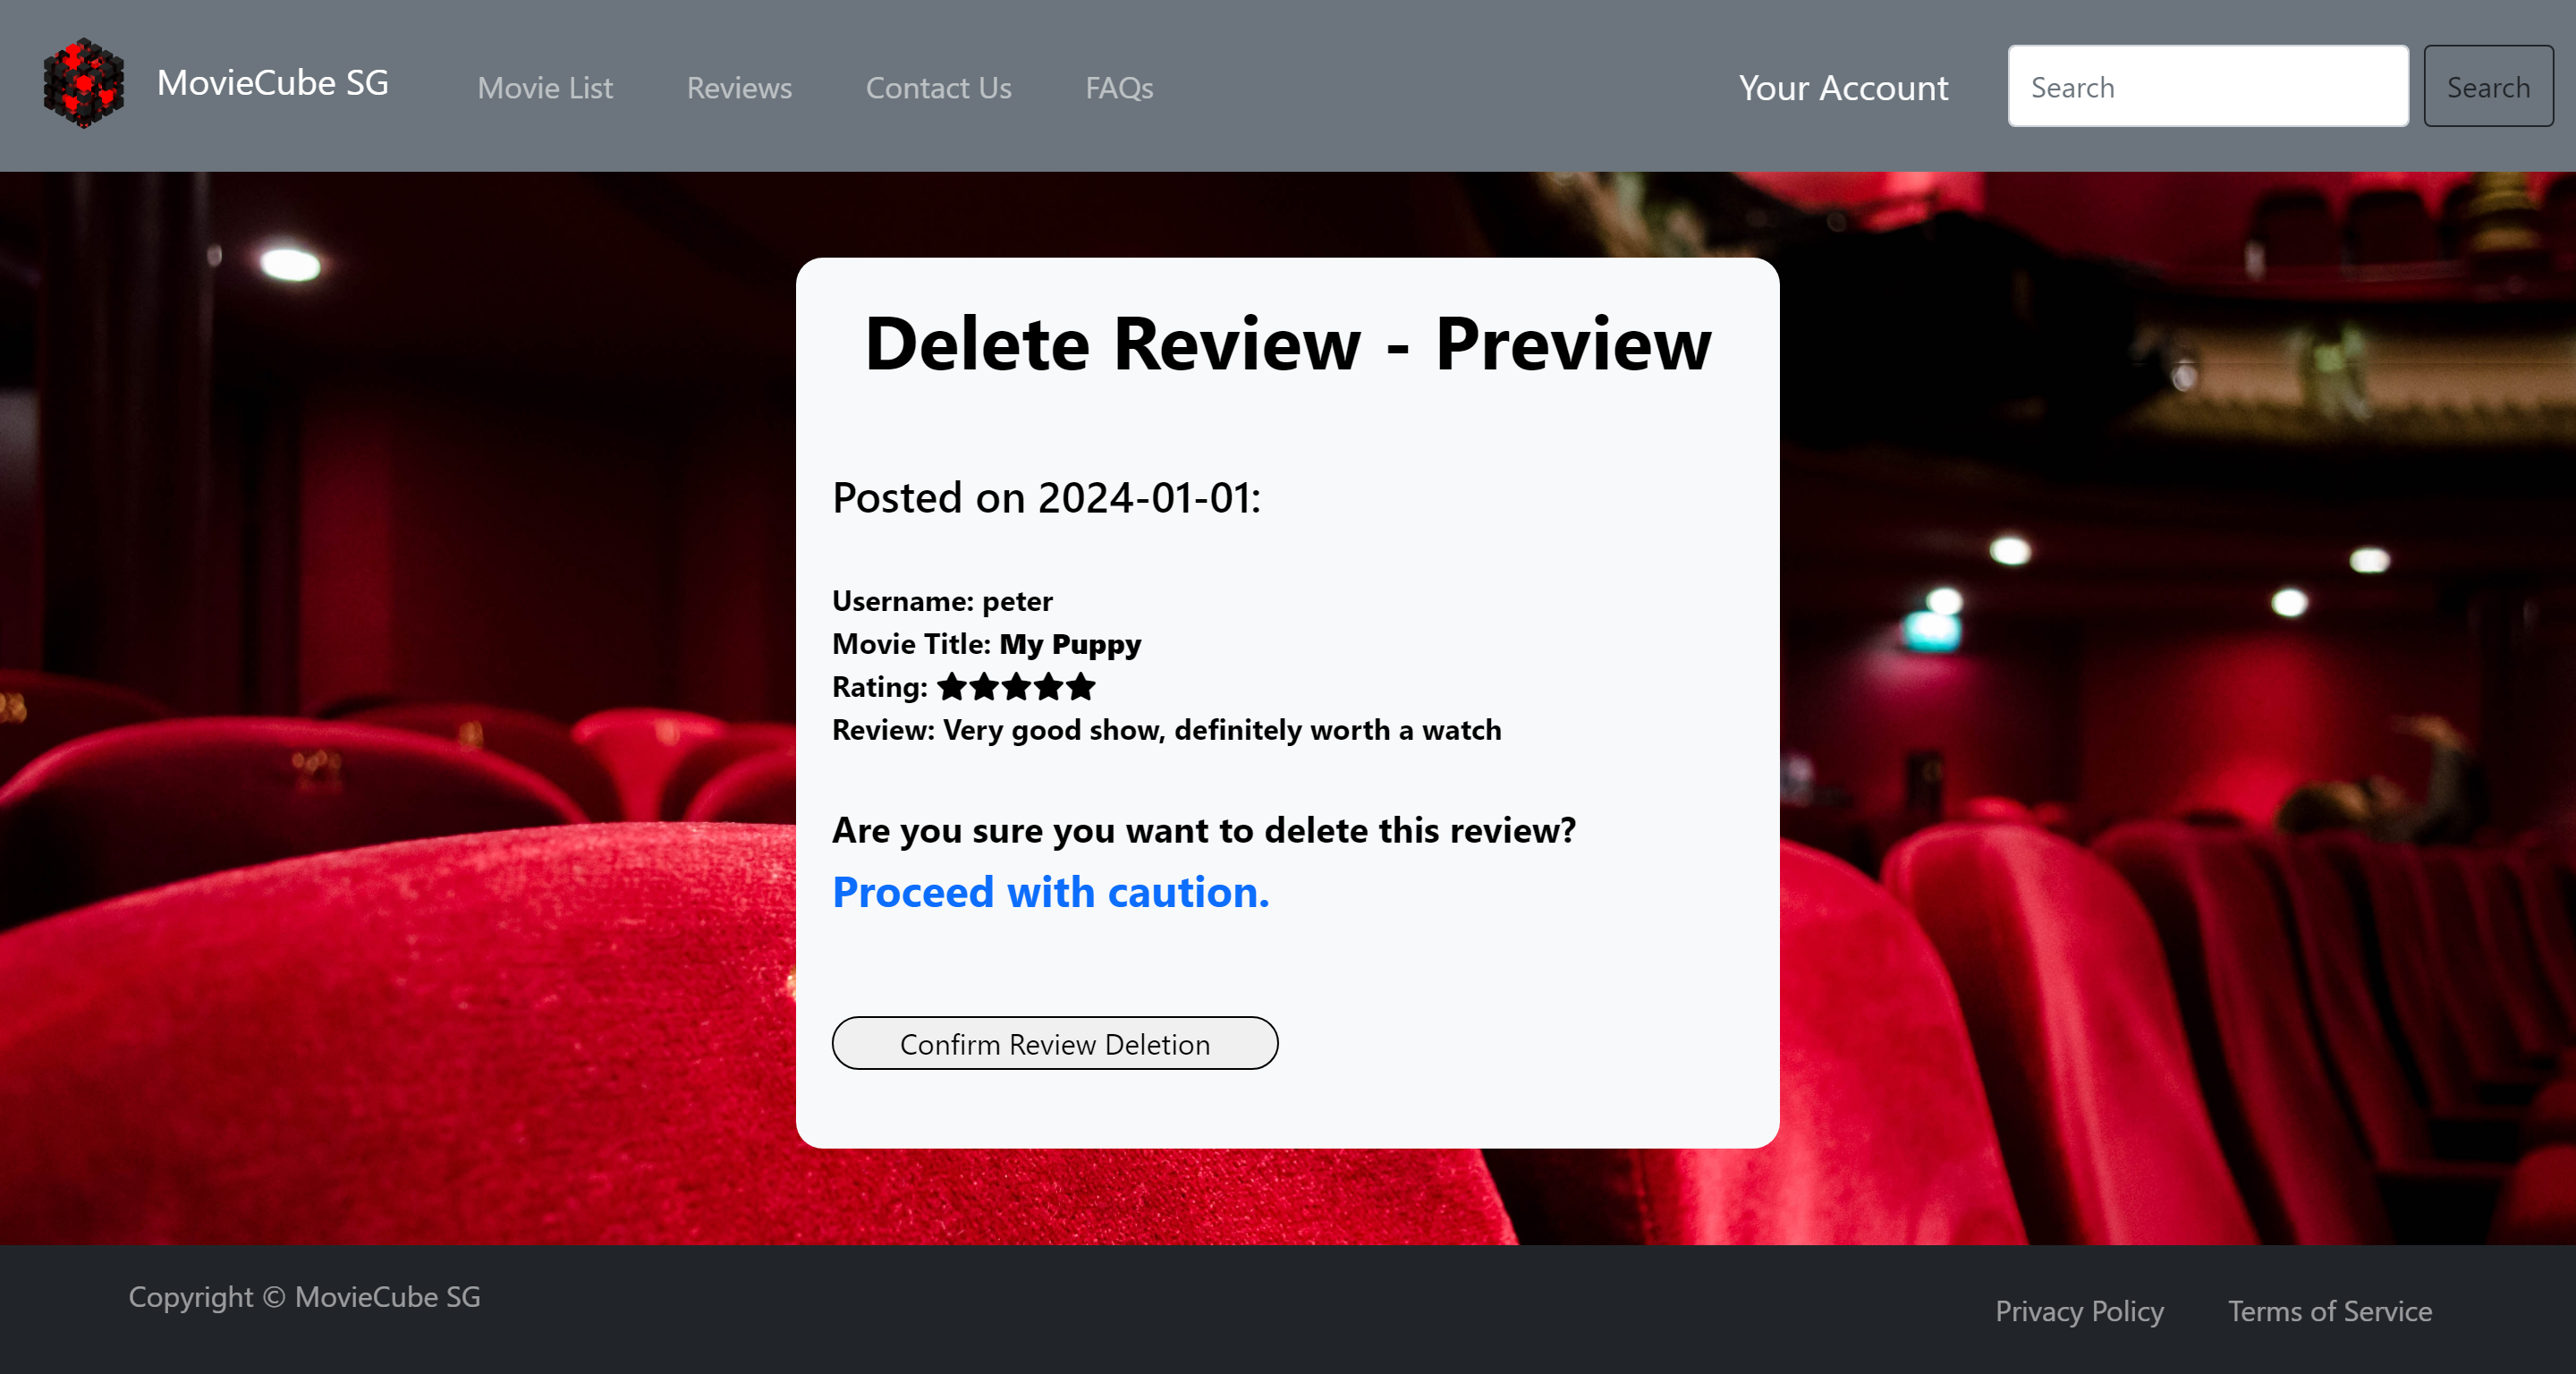 MovieCube SG
Movie List
Reviews
Contact Us
FAQs
Your Account
Search
Search
Delete Review - Preview
Posted on 2024-01-01:
Username: peter
Movie Title: My Puppy
Rating: ★★★★★
Review: Very good show, definitely worth a watch
Are you sure you want to delete this review?
Proceed with caution.
Confirm Review Deletion
Copyright © MovieCube SG
Privacy Policy
Terms of Service